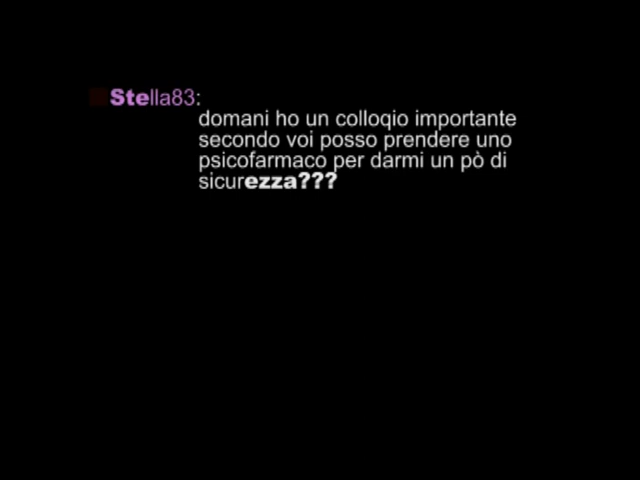 Stella83:
domani ho un colloqio importante
secondo voi posso prendere uno
psicofarmaco per darmi un pò di
sicurezza???